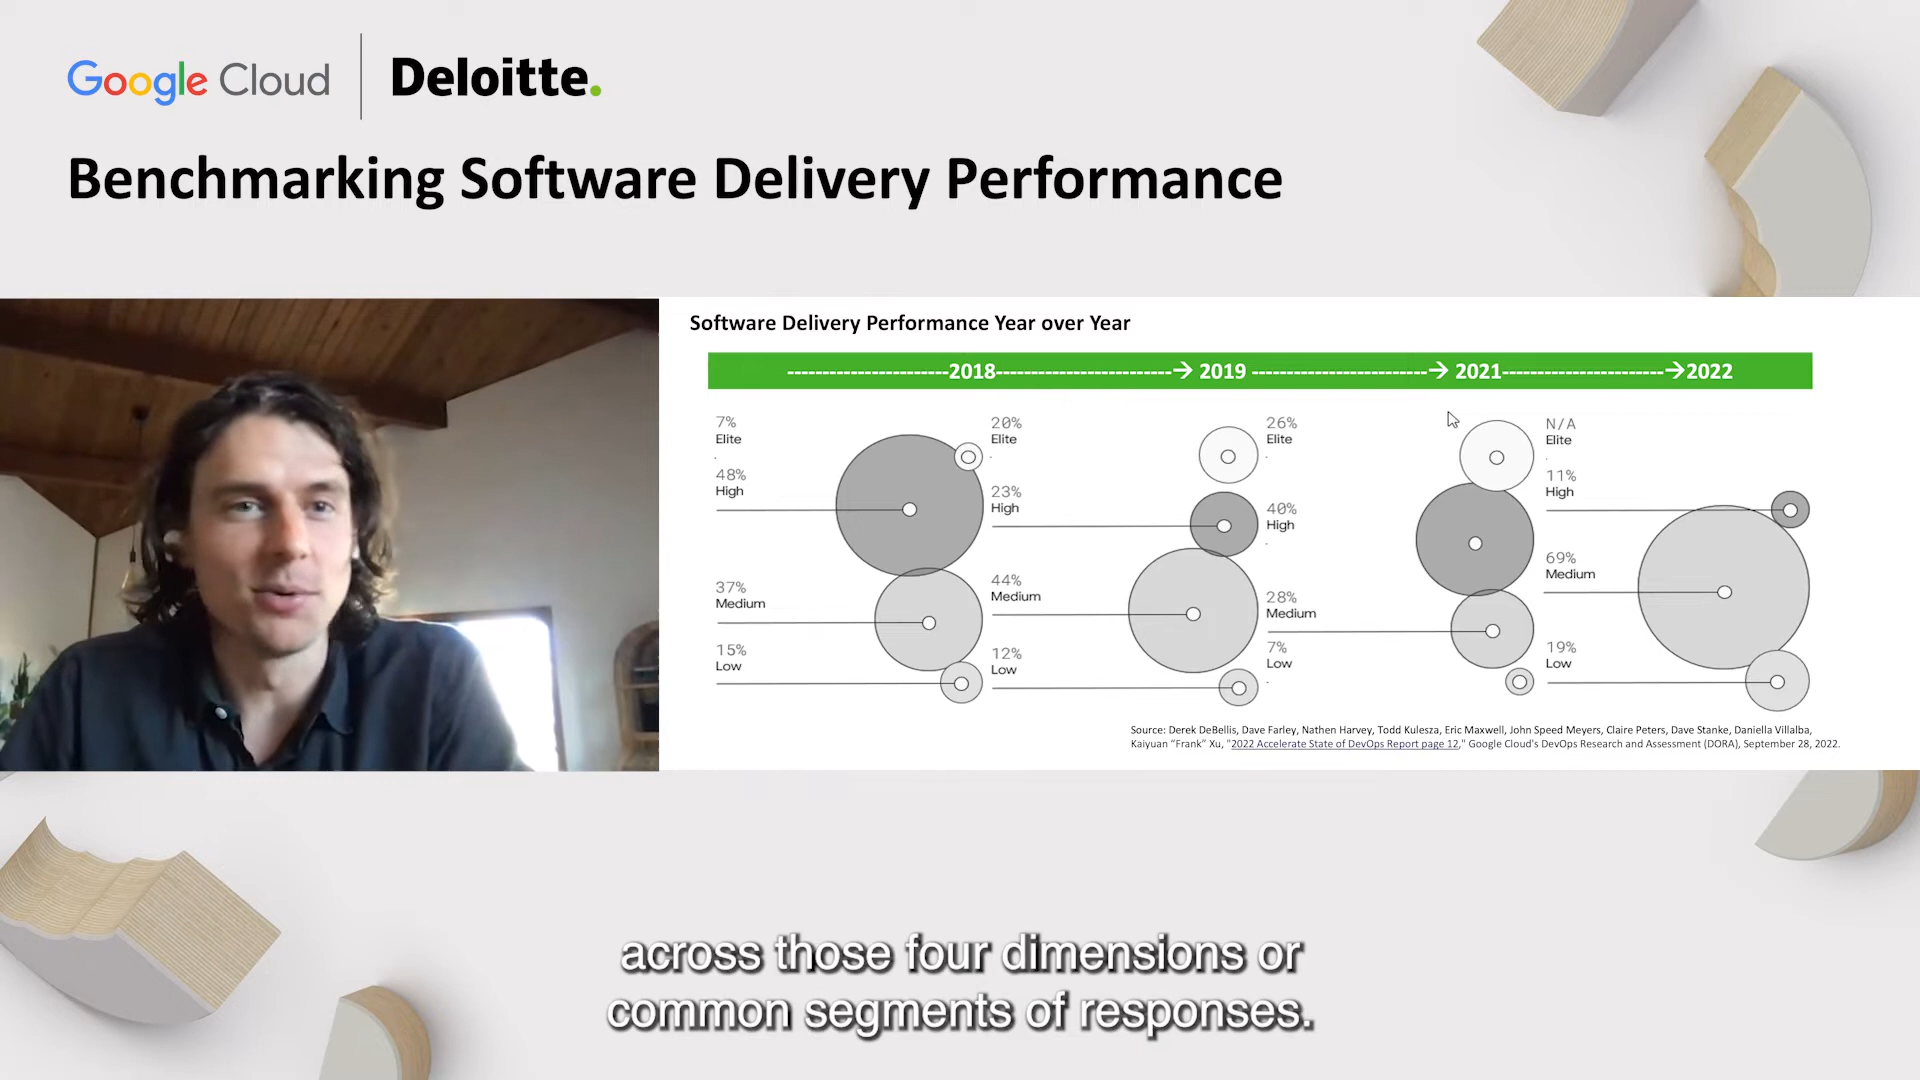 Google Cloud
Deloitte.
Benchmarking Software Delivery Performance
Software Delivery Performance Year over Year
-----------------------2018-------------------------→ 2019 -------------------------→ 2021-----------------------→2022
7%
Elite
48%
High
37%
Medium
15%
Low
20%
Elite
23%
High
44%
Medium
12%
Low
26%
Elite
40%
High
28%
Medium
7%
Low
N/A
Elite
11%
High
69%
Medium
19%
Low
Source: Derek DeBellis, Dave Farley, Nathen Harvey, Todd Kulesza, Eric Maxwell, John Speed Meyers, Claire Peters, Dave Stanke, Daniella Villalba,
Kaiyuan “Frank” Xu, "2022 Accelerate State of DevOps Report page 12," Google Cloud's DevOps Research and Assessment (DORA), September 28, 2022.
across those four dimensions or
common segments of responses.